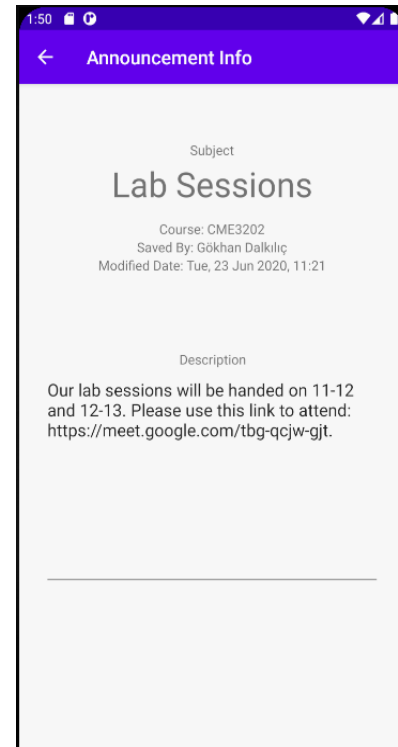 1:50
Announcement Info
Subject
Lab Sessions
Course: CME3202
Saved By: Gökhan Dalkılıç
Modified Date: Tue, 23 Jun 2020, 11:21
Description
Our lab sessions will be handed on 11-12
and 12-13. Please use this link to attend:
https://meet.google.com/tbg-qcjw-gjt.